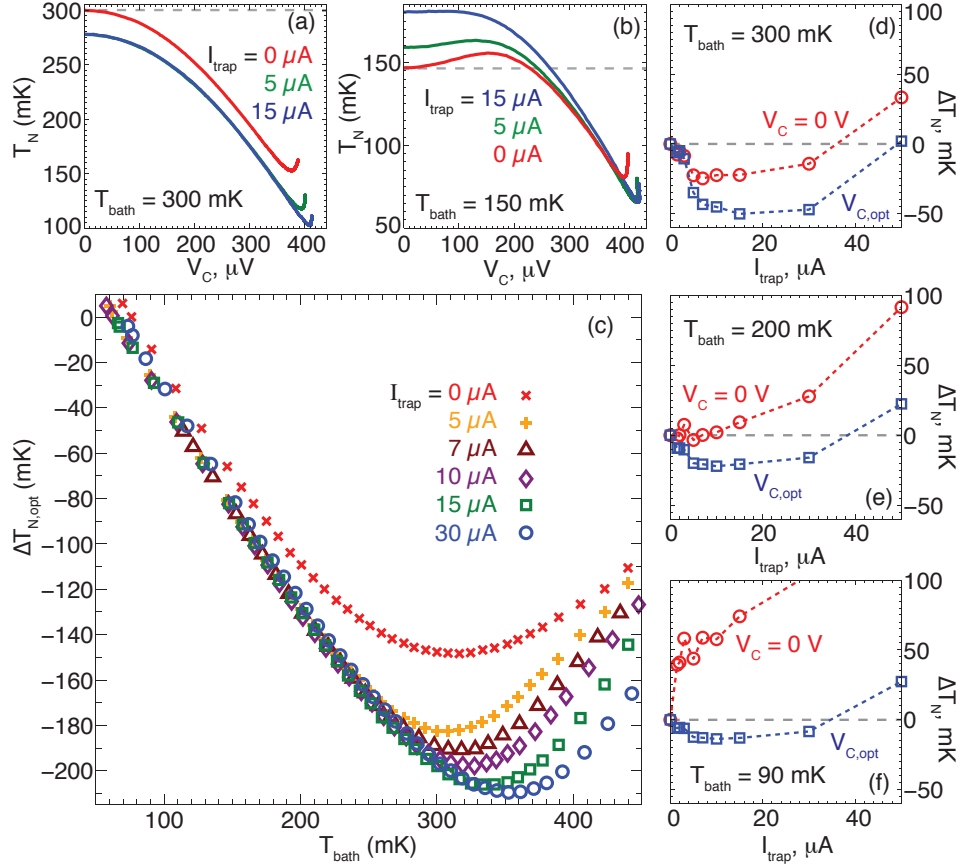 (a)
300
250
200
150
100
T_N (mK)
I_trap = 0 µA
5 µA
15 µA
T_bath = 300 mK
0 100 200 300 400
V_C, µV
(b)
150
100
50
T_N (mK)
I_trap = 15 µA
5 µA
0 µA
T_bath = 150 mK
0 100 200 300 400
V_C, µV
(d)
T_bath = 300 mK
V_C = 0 V
V_C,opt
100
50
0
−50
ΔT_N, mK
0 20 40
I_trap, µA
(c)
0
-20
-40
-60
-80
-100
-120
-140
-160
-180
-200
ΔT_N,opt (mK)
I_trap = 0 µA
5 µA
7 µA
10 µA
15 µA
30 µA
100 200 300 400
T_bath (mK)
(e)
T_bath = 200 mK
V_C = 0 V
V_C,opt
100
50
0
−50
ΔT_N, mK
0 20 40
I_trap, µA
(f)
V_C = 0 V
V_C,opt
T_bath = 90 mK
100
50
0
−50
ΔT_N, mK
0 20 40
I_trap, µA